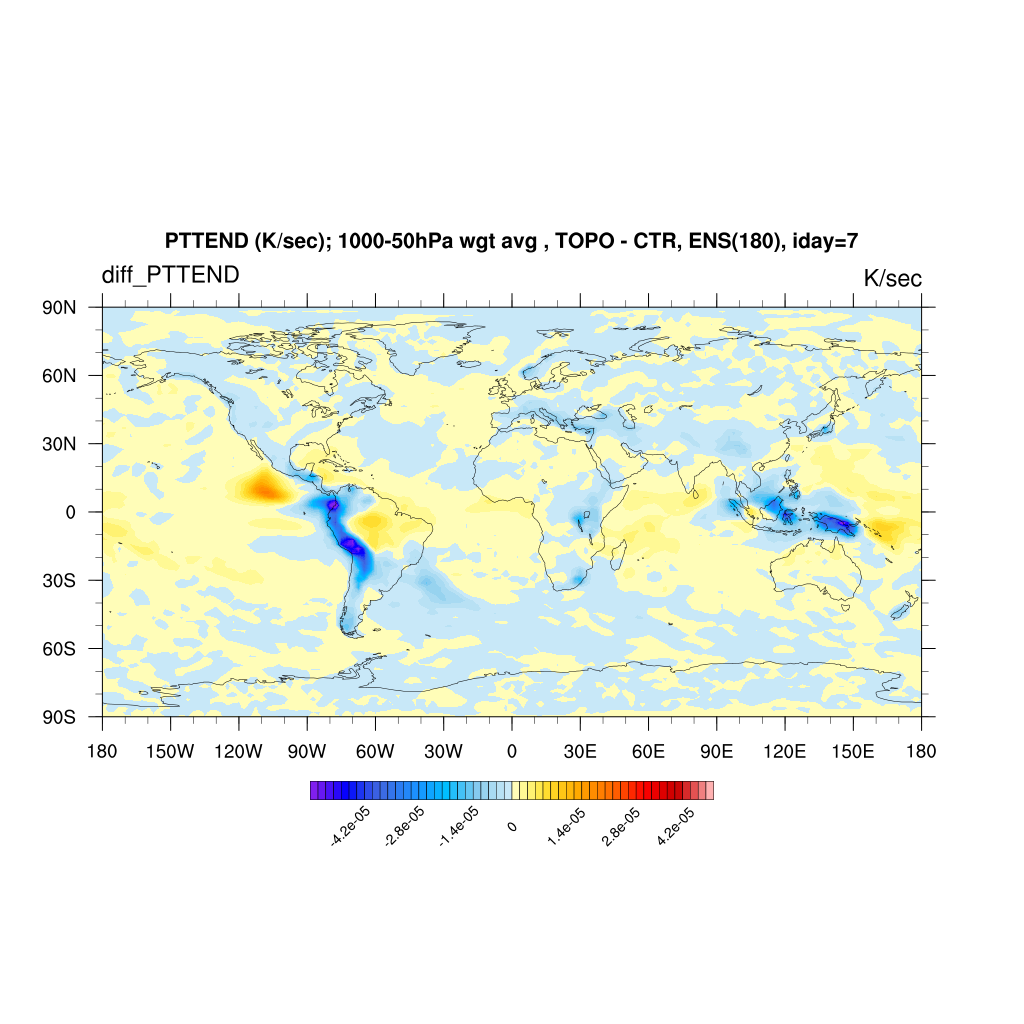 PTTEND (K/sec); 1000-50hPa wgt avg , TOPO - CTR, ENS(180), iday=7
diff_PTTEND K/sec
90N
60N
30N
0
30S
60S
90S
180 150W 120W 90W 60W 30W 0 30E 60E 90E 120E 150E 180
-4.2e-05 -2.8e-05 -1.4e-05 0 1.4e-05 2.8e-05 4.2e-05